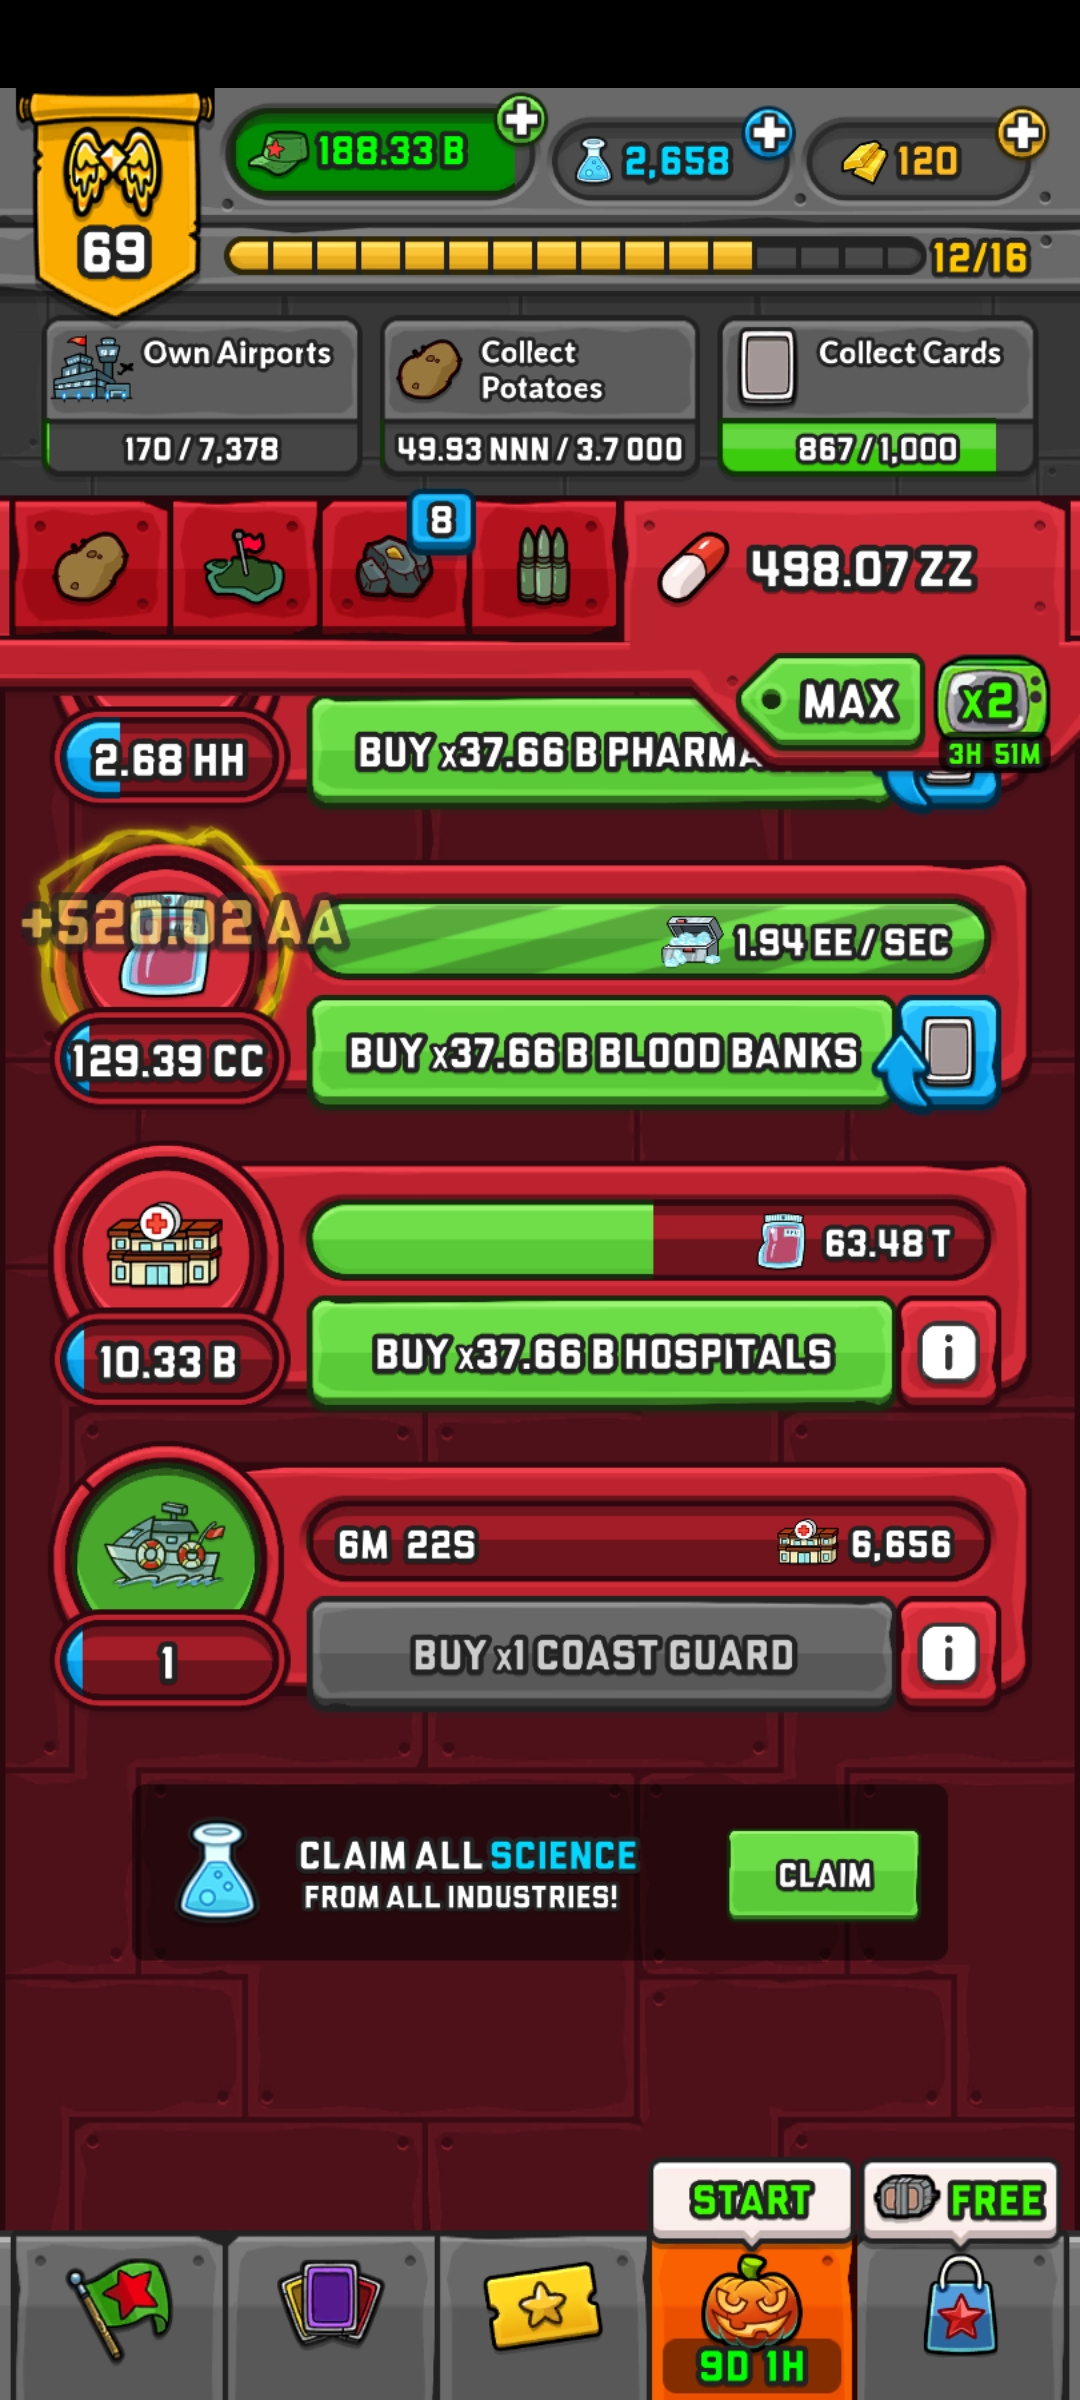 69
188.33 B
2,658
120
12/16
Own Airports
170 / 7,378
Collect
Potatoes
49.93 NNN / 3.7 OOO
Collect Cards
867 / 1,000
8
498.07 ZZ
MAX
x2
3H 51M
2.68 HH
BUY x37.66 B PHARMA
+520.02 AA
1.94 EE / SEC
129.39 CC
BUY x37.66 B BLOOD BANKS
63.48 T
10.33 B
BUY x37.66 B HOSPITALS
i
6M 22S
6,656
1
BUY x1 COAST GUARD
i
CLAIM ALL SCIENCE
FROM ALL INDUSTRIES!
CLAIM
START
FREE
9D 1H